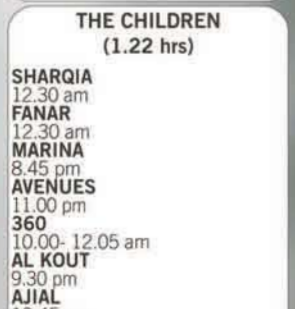 THE CHILDREN
(1.22 hrs)
SHARQIA
12.30 am
FANAR
12.30 am
MARINA
8.45 pm
AVENUES
11.00 pm
360
10.00- 12.05 am
AL KOUT
9.30 pm
AJIAL